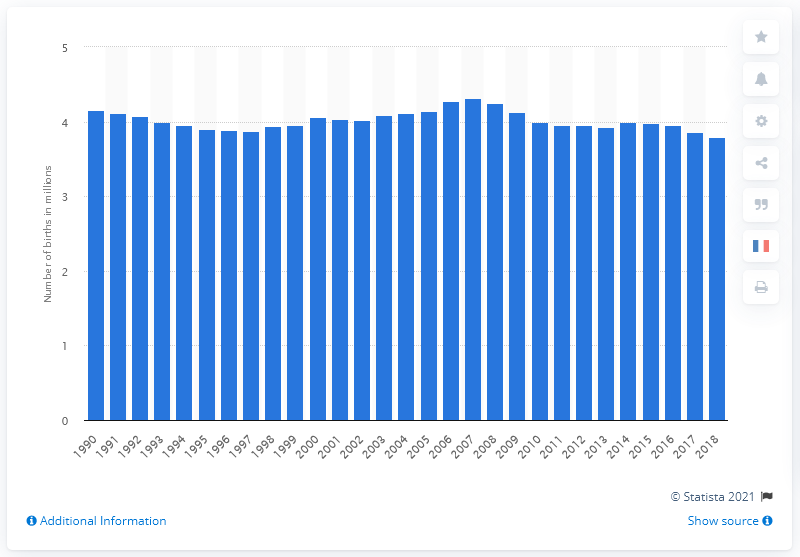 5
4
3
2
1
0
Number of births in millions
1990 1991 1992 1993 1994 1995 1996 1997 1998 1999 2000 2001 2002 2003 2004 2005 2006 2007 2008 2009 2010 2011 2012 2013 2014 2015 2016 2017 2018
© Statista 2021
Additional Information
Show source